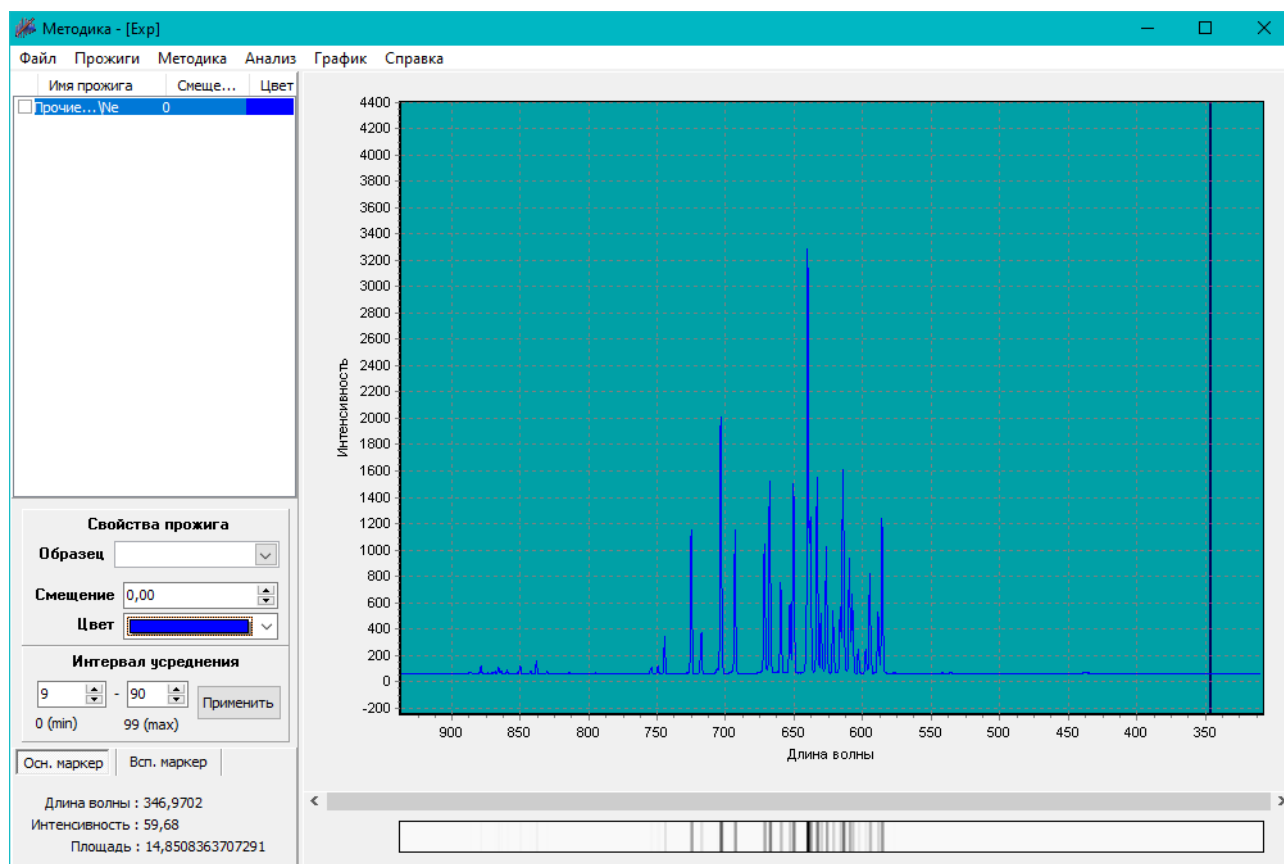 Методика - [Exp]
Файл Прожиги Методика Анализ График Справка
Имя прожига Смеще... Цвет
Прочие...\Ne 0
Свойства прожига
Образец
Смещение 0,00
Цвет
Интервал усреднения
9 - 90 Применить
0 (min) 99 (max)
Осн. маркер Всп. маркер
Длина волны : 346,9702
Интенсивность : 59,68
Площадь : 14,8508363707291
4400
4200
4000
3800
3600
3400
3200
3000
2800
2600
2400
2200
2000
1800
1600
1400
1200
1000
800
600
400
200
0
-200
Интенсивность
900 850 800 750 700 650 600 550 500 450 400 350
Длина волны